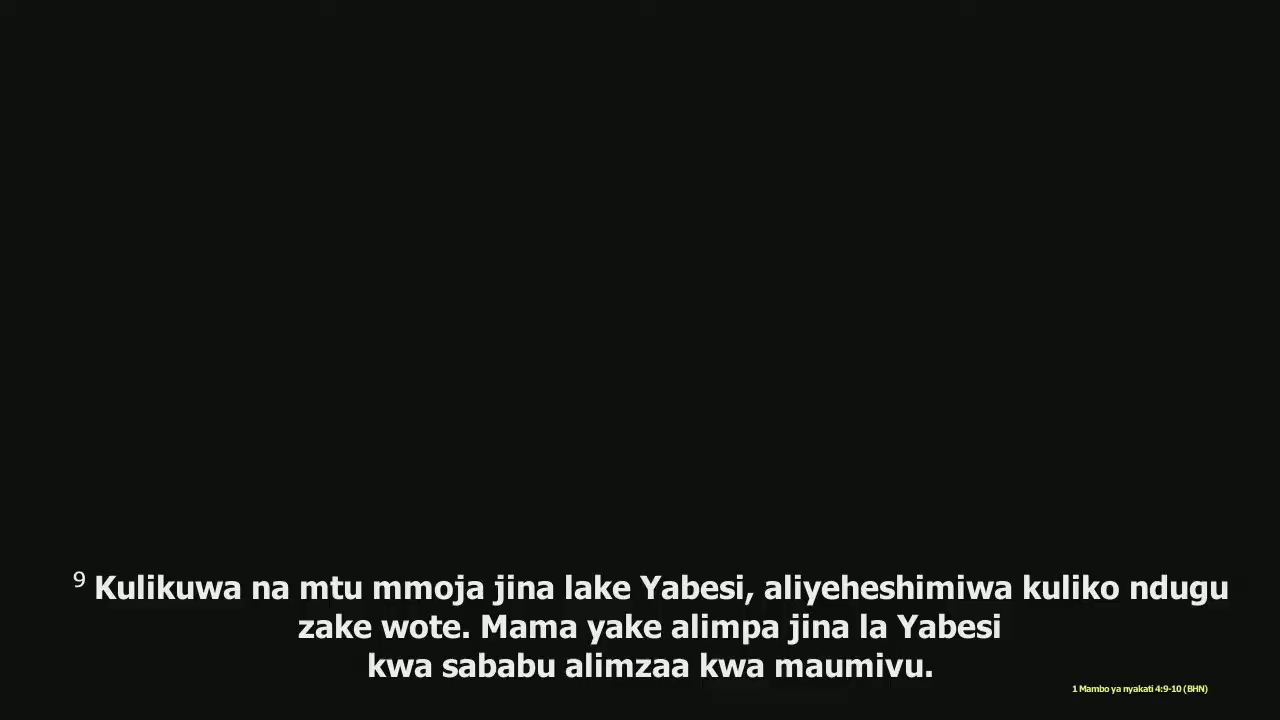 9 Kulikuwa na mtu mmoja jina lake Yabesi, aliyeheshimiwa kuliko ndugu
zake wote. Mama yake alimpa jina la Yabesi
kwa sababu alimzaa kwa maumivu.
1 Mambo ya nyakati 4:9-10 (BHN)